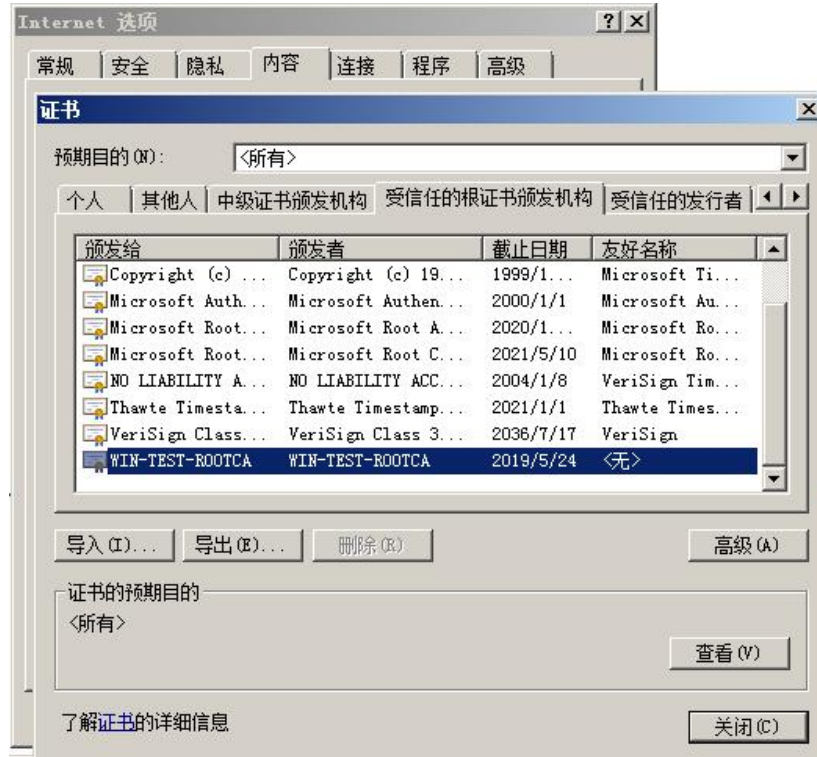 Internet 选项
常规 安全 隐私 内容 连接 程序 高级
证书
预期目的(N): <所有>
个人 其他人 中级证书颁发机构 受信任的根证书颁发机构 受信任的发行者
颁发给 颁发者 截止日期 友好名称
Copyright (c) ... Copyright (c) 19... 1999/1... Microsoft Ti...
Microsoft Auth... Microsoft Authen... 2000/1/1 Microsoft Au...
Microsoft Root... Microsoft Root A... 2020/1... Microsoft Ro...
Microsoft Root... Microsoft Root C... 2021/5/10 Microsoft Ro...
NO LIABILITY A... NO LIABILITY ACC... 2004/1/8 VeriSign Tim...
Thawte Timesta... Thawte Timestamp... 2021/1/1 Thawte Times...
VeriSign Class... VeriSign Class 3... 2036/7/17 VeriSign
WIN-TEST-ROOTCA WIN-TEST-ROOTCA 2019/5/24 <无>
导入(I)... 导出(E)... 删除(R) 高级(A)
证书的预期目的
<所有>
查看(V)
了解证书的详细信息
关闭(C)